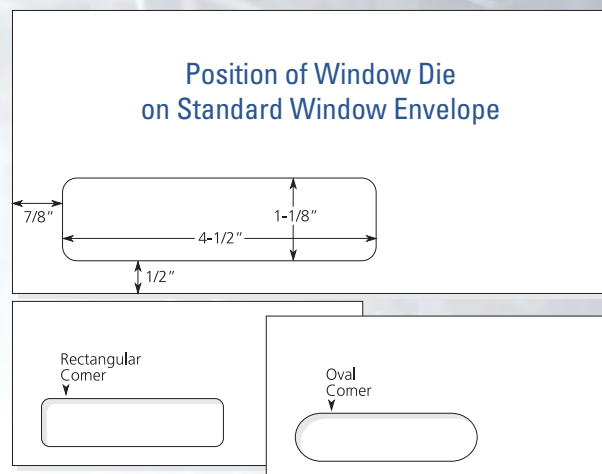 Position of Window Die
on Standard Window Envelope
7/8"
1-1/8"
4-1/2"
1/2"
Rectangular
Corner
Oval
Corner